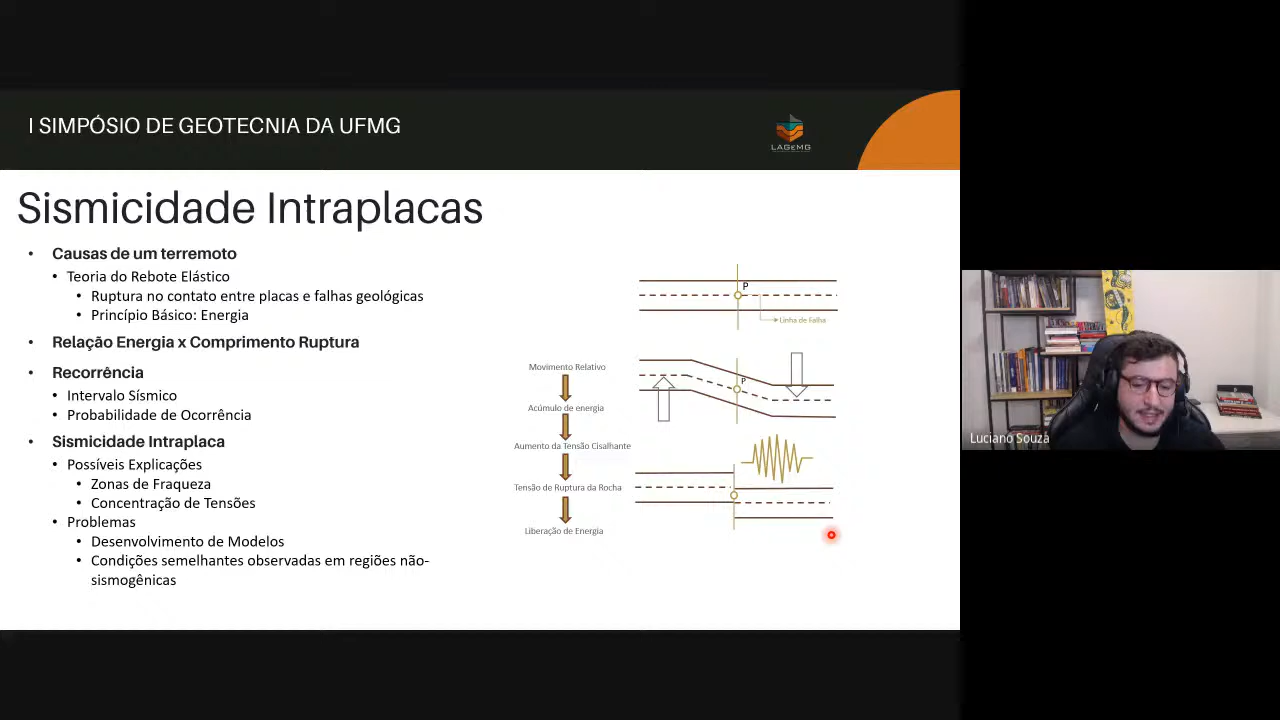 I SIMPÓSIO DE GEOTECNIA DA UFMG
LAGEMG
Sismicidade Intraplacas
• Causas de um terremoto
• Teoria do Rebote Elástico
• Ruptura no contato entre placas e falhas geológicas
• Princípio Básico: Energia
• Relação Energia x Comprimento Ruptura
• Recorrência
• Intervalo Sísmico
• Probabilidade de Ocorrência
• Sismicidade Intraplaca
• Possíveis Explicações
• Zonas de Fraqueza
• Concentração de Tensões
• Problemas
• Desenvolvimento de Modelos
• Condições semelhantes observadas em regiões não-
sismogênicas
Movimento Relativo
Acúmulo de energia
Aumento da Tensão Cisalhante
Tensão de Ruptura da Rocha
Liberação de Energia
P
Linha de Falha
P
Luciano Souza